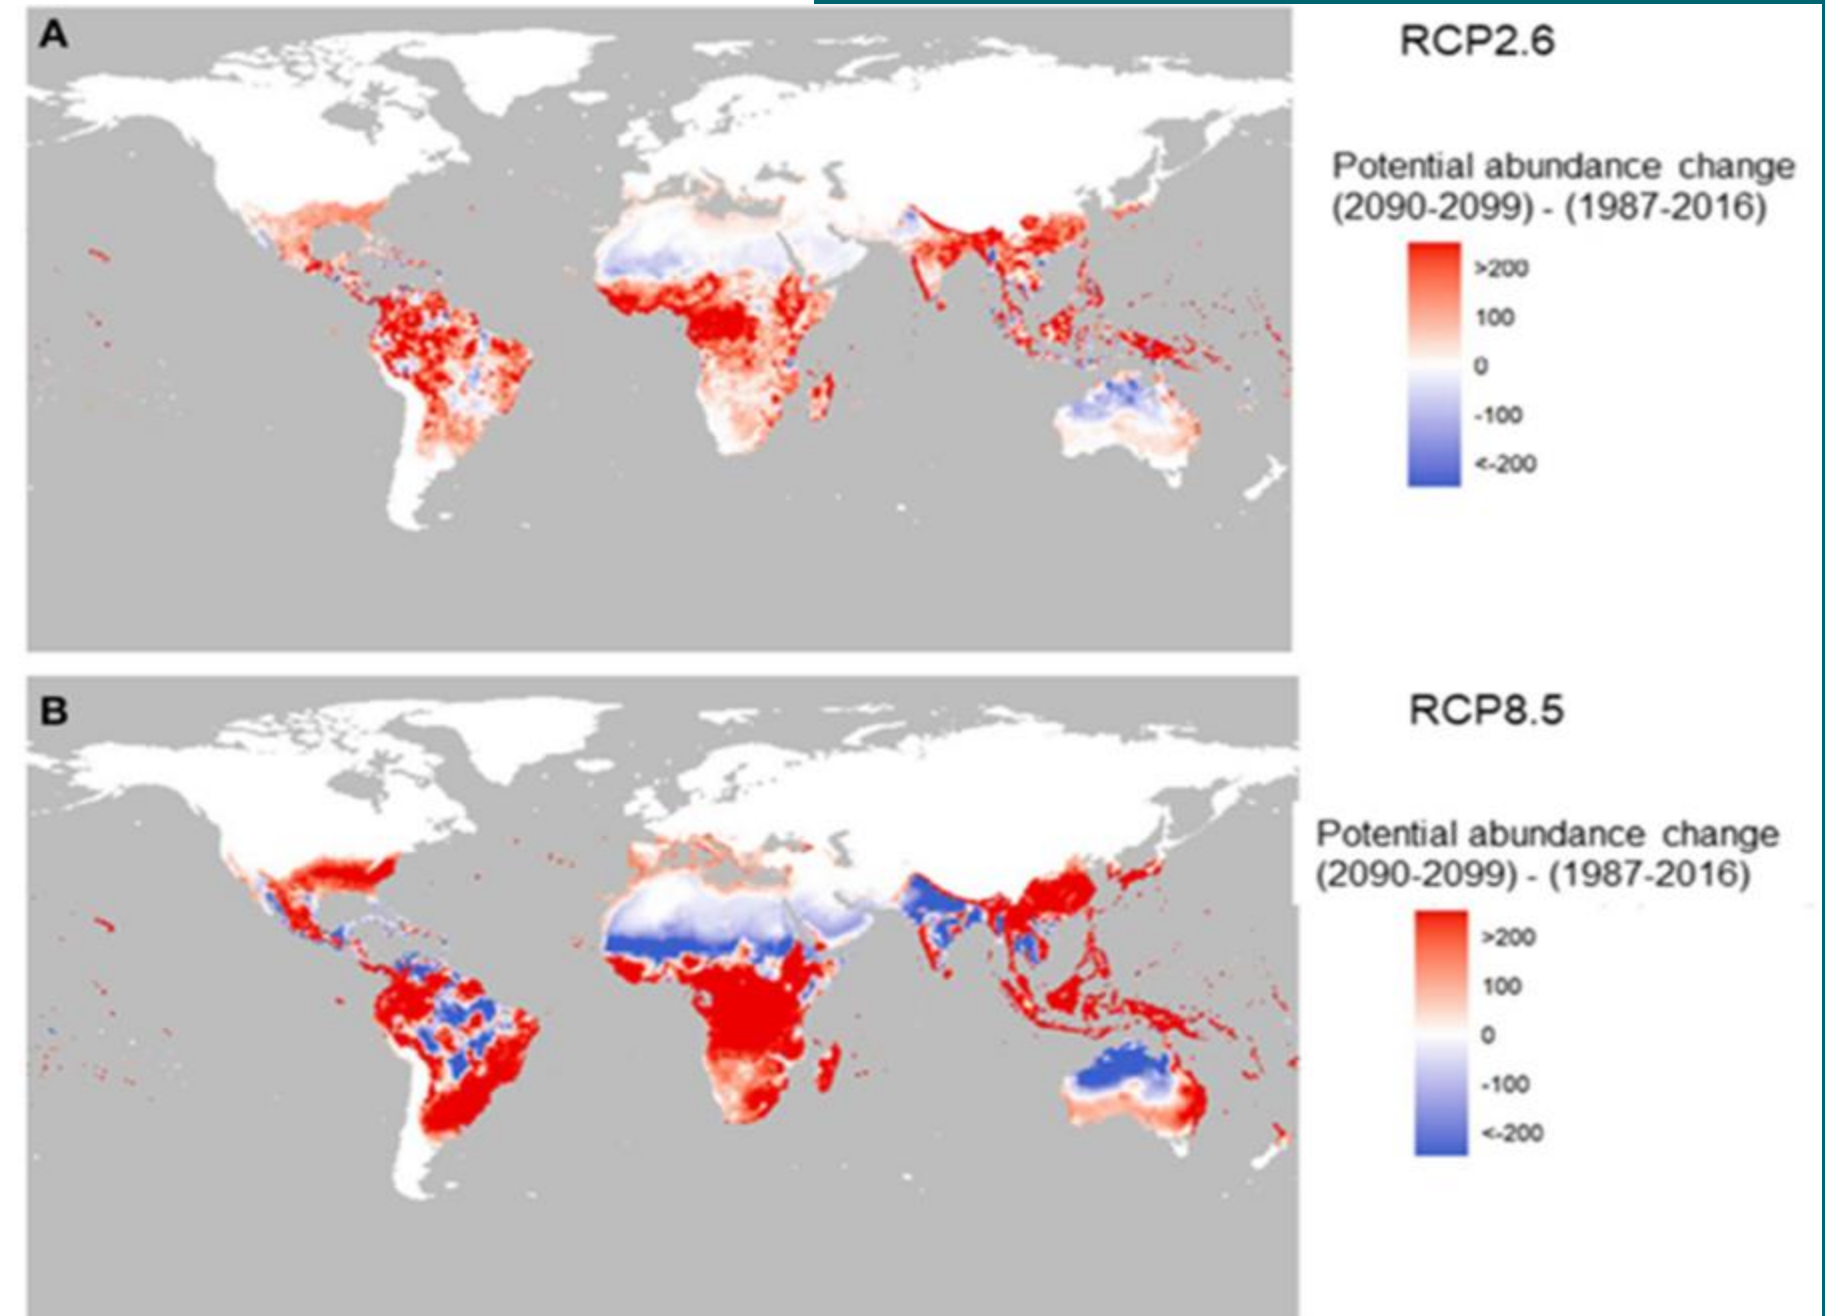 A
RCP2.6
Potential abundance change
(2090-2099) - (1987-2016)
>200
100
0
-100
<-200
B
RCP8.5
Potential abundance change
(2090-2099) - (1987-2016)
>200
100
0
-100
<-200